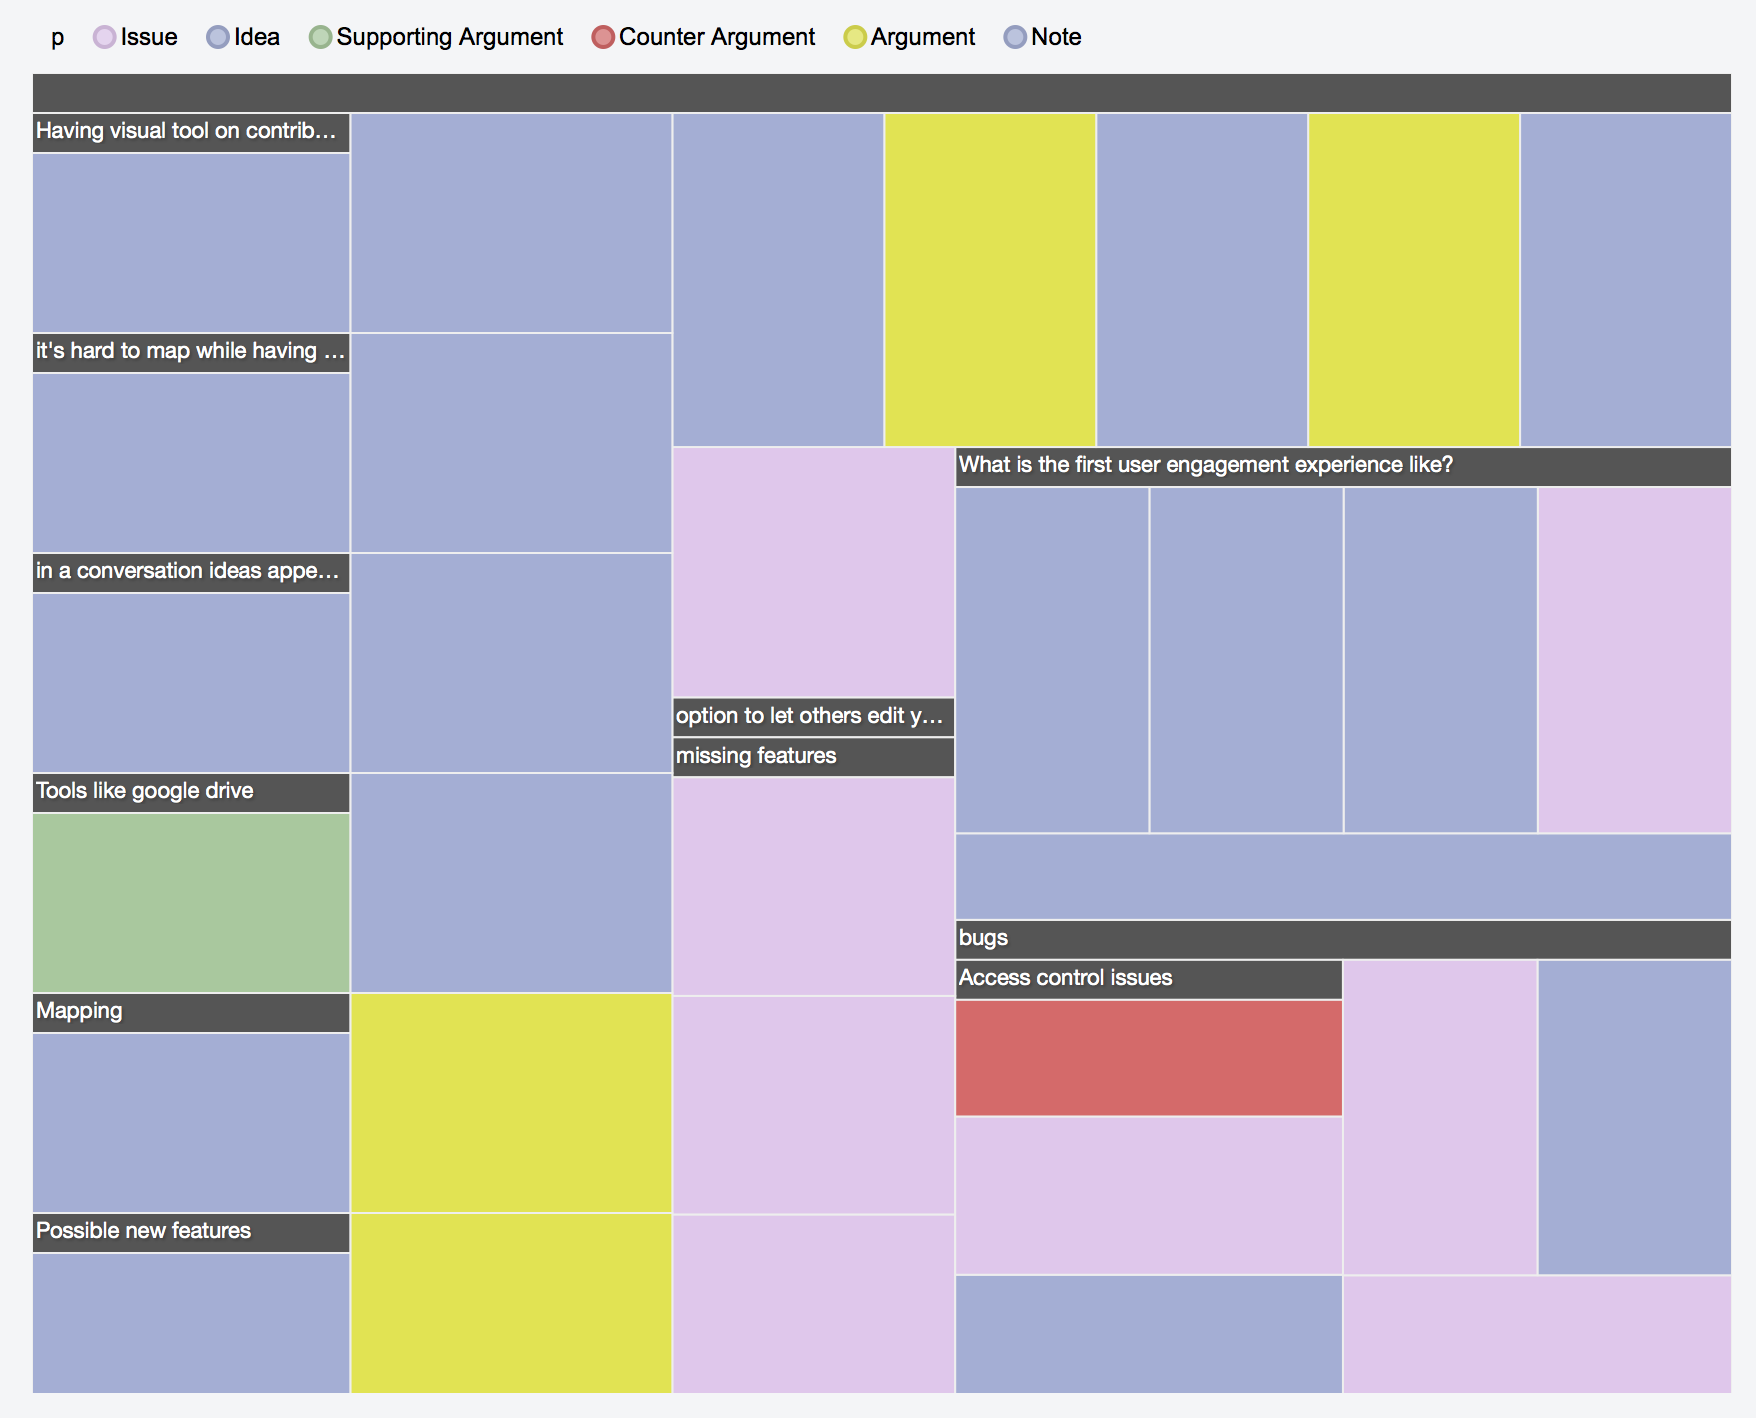 p Issue Idea Supporting Argument Counter Argument Argument Note
Having visual tool on contrib…
it's hard to map while having …
in a conversation ideas appe…
Tools like google drive
Mapping
Possible new features
What is the first user engagement experience like?
option to let others edit y…
missing features
bugs
Access control issues